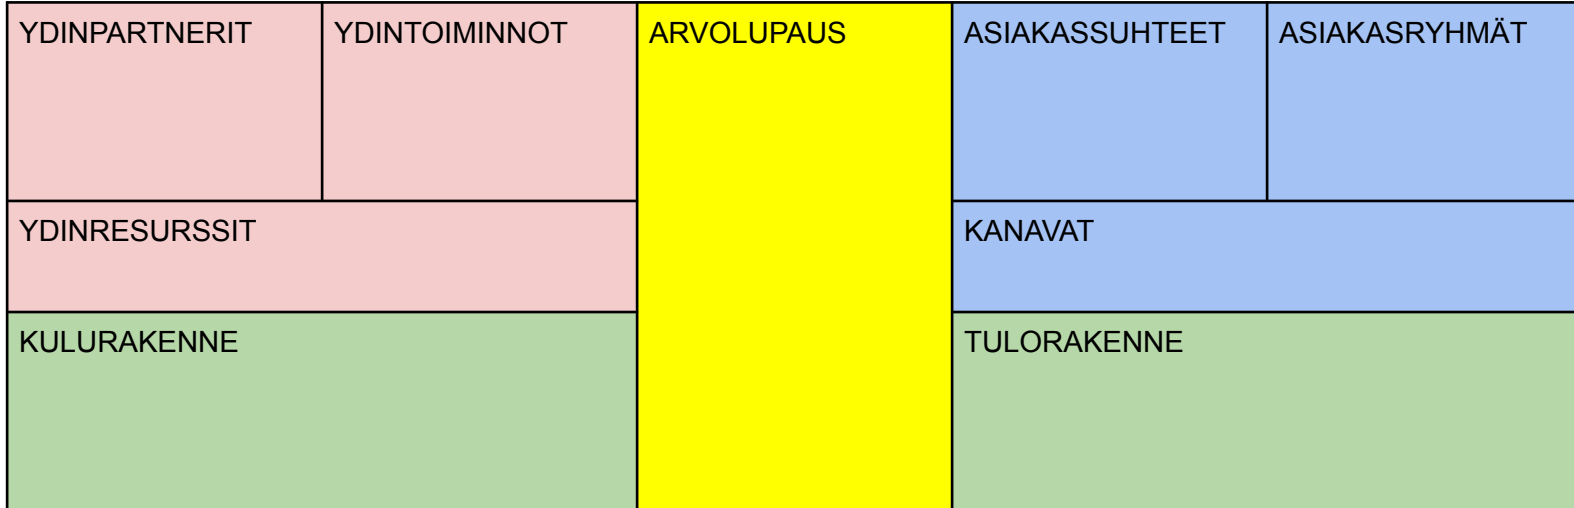 YDINPARTNERIT
YDINTOIMINNOT
ARVOLUPAUS
ASIAKASSUHTEET
ASIAKASRYHMÄT
YDINRESURSSIT
KANAVAT
KULURAKENNE
TULORAKENNE